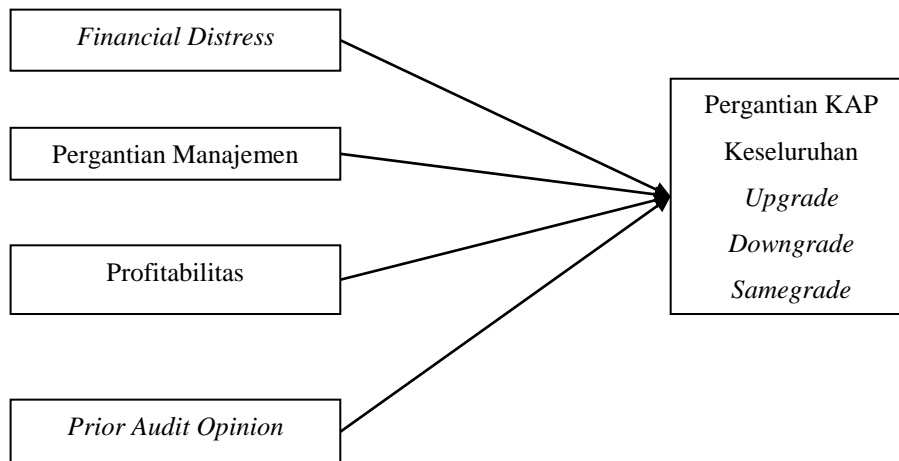 Financial Distress
Pergantian Manajemen
Profitabilitas
Prior Audit Opinion
Pergantian KAP
Keseluruhan
Upgrade
Downgrade
Samegrade